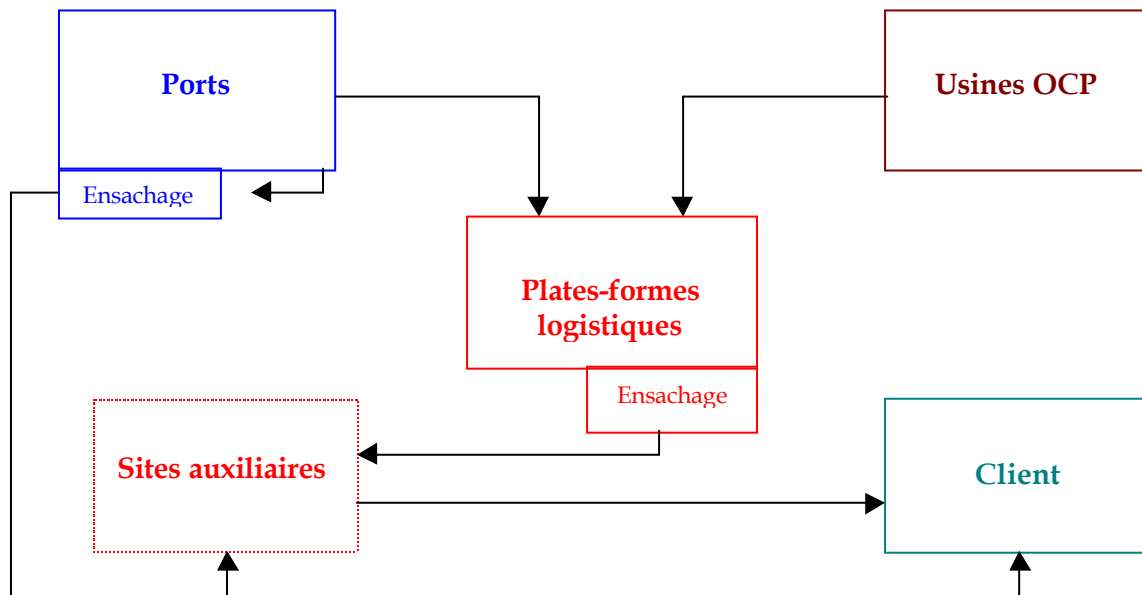 Ports
Usines OCP
Ensachage
Plates-formes
logistiques
Ensachage
Sites auxiliaires
Client